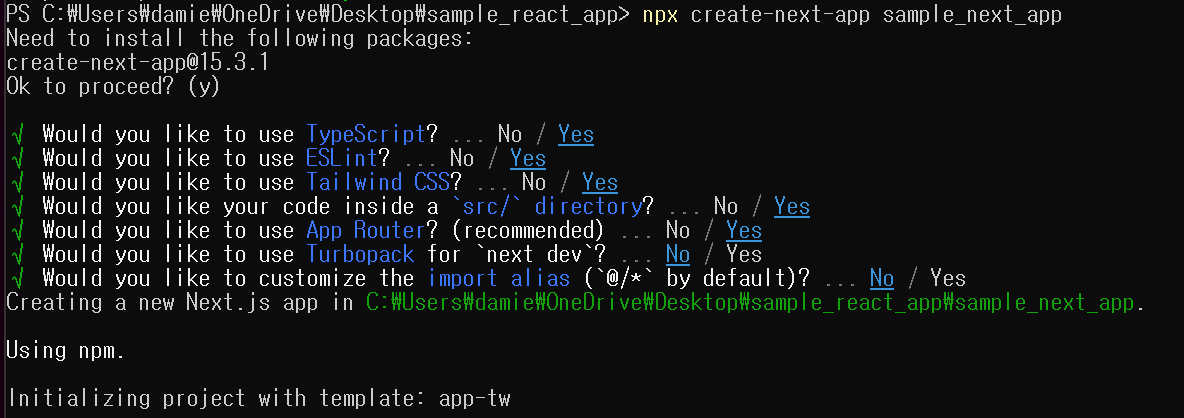 PS C:₩Users₩damie₩OneDrive₩Desktop₩sample_react_app> npx create-next-app sample_next_app
Need to install the following packages:
create-next-app@15.3.1
Ok to proceed? (y)
√ Would you like to use TypeScript? ... No / Yes
√ Would you like to use ESLint? ... No / Yes
√ Would you like to use Tailwind CSS? ... No / Yes
√ Would you like your code inside a `src/` directory? ... No / Yes
√ Would you like to use App Router? (recommended) ... No / Yes
√ Would you like to use Turbopack for `next dev`? ... No / Yes
√ Would you like to customize the import alias (`@/*` by default)? ... No / Yes
Creating a new Next.js app in C:₩Users₩damie₩OneDrive₩Desktop₩sample_react_app₩sample_next_app.
Using npm.
Initializing project with template: app-tw